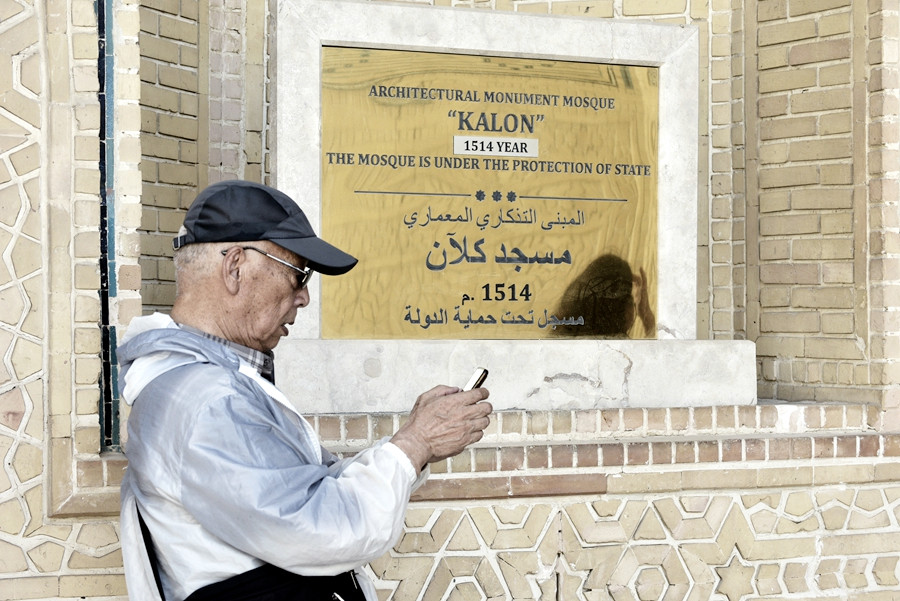 ARCHITECTURAL MONUMENT MOSQUE
“KALON”
1514 YEAR
THE MOSQUE IS UNDER THE PROTECTION OF STATE
المبنى التذكاري المعماري
مسجد كلآن
1514 م.
مسجل تحت حماية الدولة